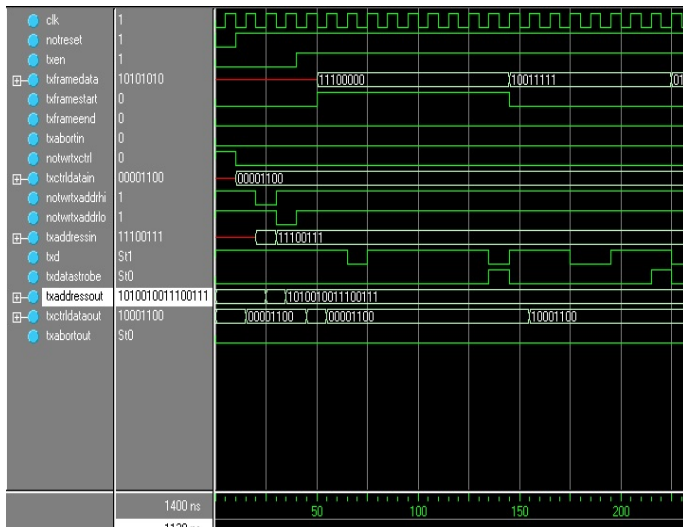 clk 1
notreset 1
txen 1
txframedata 10101010 11100000 10011111 01
txframestart 0
txframeend 0
txabortin 0
notwrtxctrl 0
txctrldatain 00001100 00001100
notwrtxaddrhi 1
notwrtxaddrlo 1
txaddressin 11100111 11100111
txd St1
txdatastrobe St0
txaddressout 1010010011100111 1010010011100111
txctrldataout 10001100 00001100 00001100 10001100
txabortout St0
1400 ns 50 100 150 200